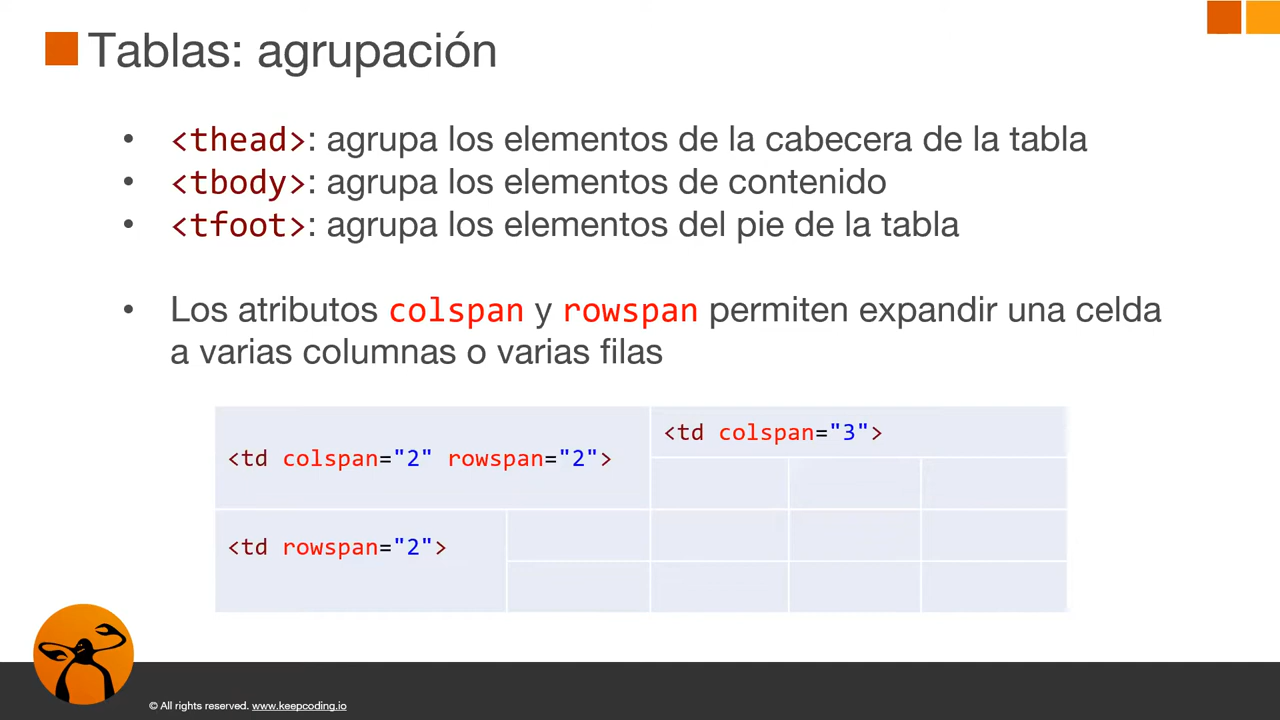 Tablas: agrupación
• <thead>: agrupa los elementos de la cabecera de la tabla
• <tbody>: agrupa los elementos de contenido
• <tfoot>: agrupa los elementos del pie de la tabla
• Los atributos colspan y rowspan permiten expandir una celda
a varias columnas o varias filas
<td colspan="3">
<td colspan="2" rowspan="2">
<td rowspan="2">
© All rights reserved. www.keepcoding.io